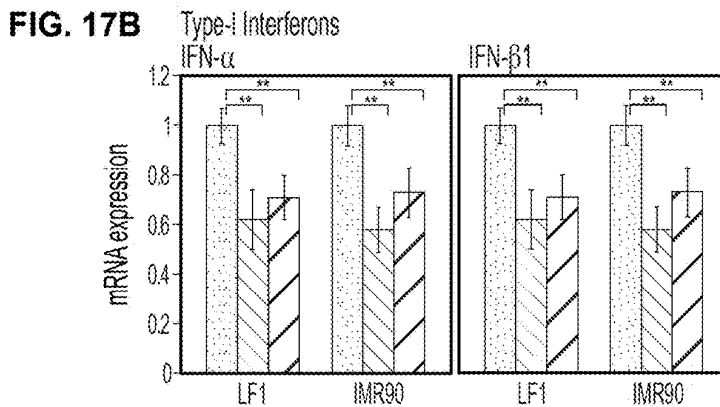 FIG. 17B
Type-I Interferons
IFN-α
IFN-β1
mRNA expression
1.2
1
0.8
0.6
0.4
0.2
0
**
**
**
**
**
**
**
**
LF1
IMR90
LF1
IMR90